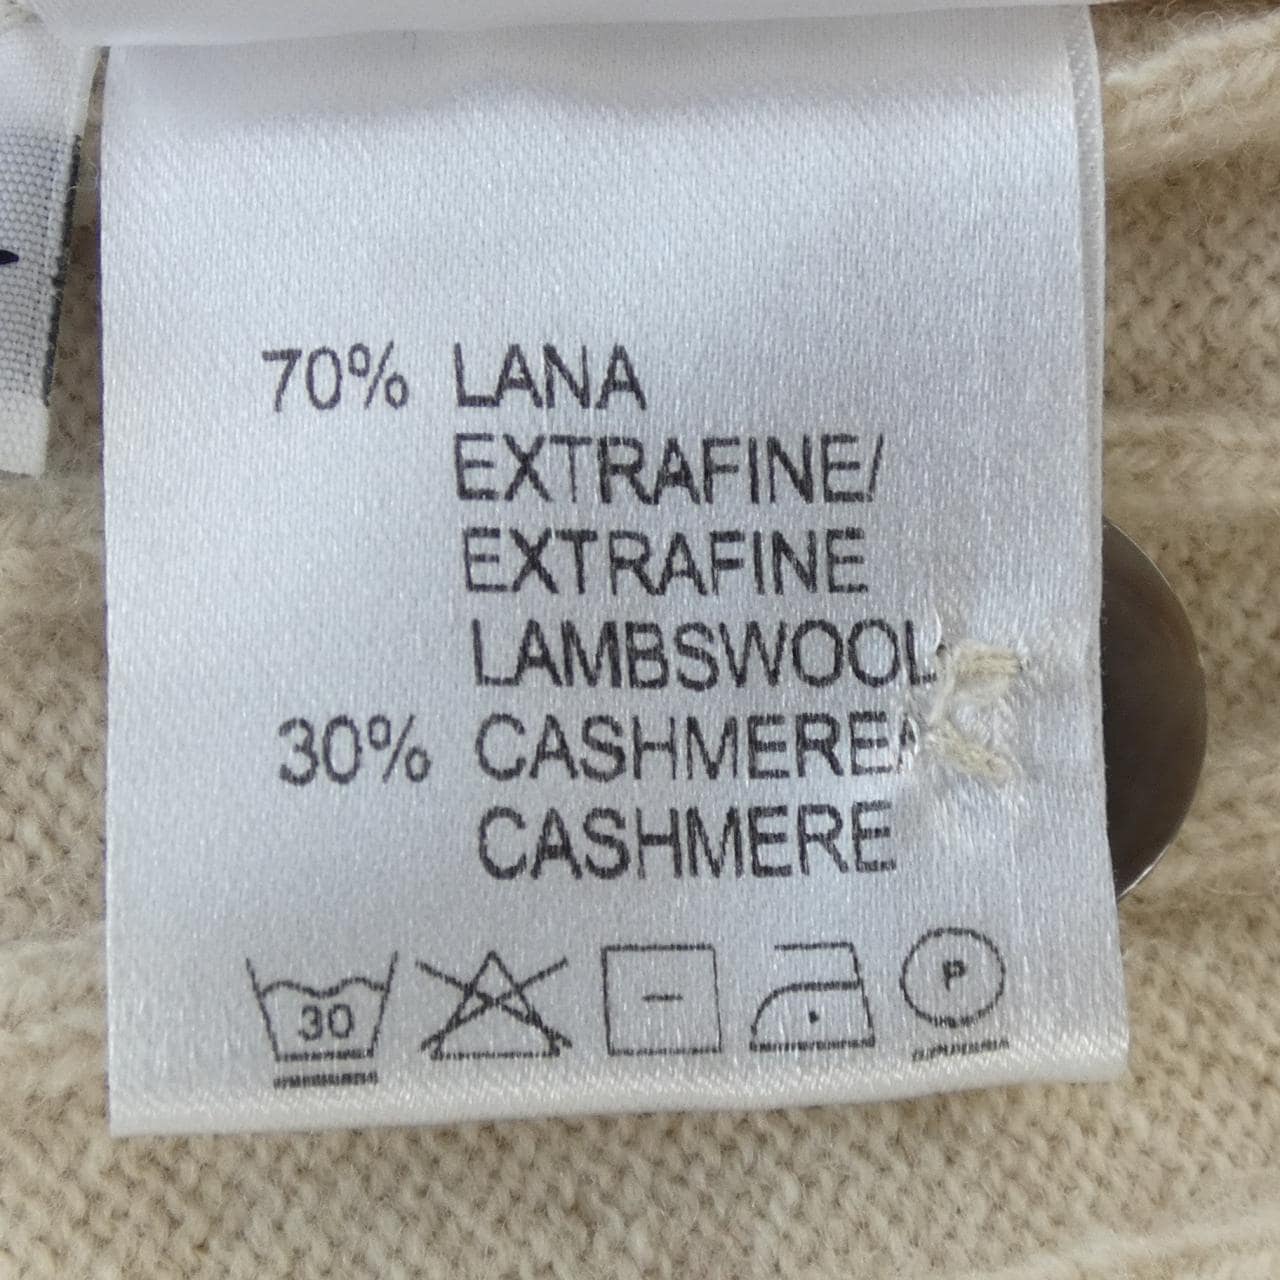 70% LANA
EXTRAFINE/
EXTRAFINE
LAMBSWOOL
30% CASHMERE/
CASHMERE
30
P